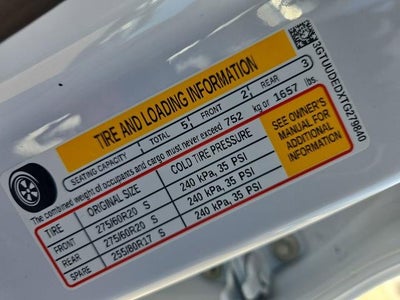 TIRE AND LOADING INFORMATION
SEATING CAPACITY TOTAL 5 FRONT 2 REAR 3
The combined weight of occupants and cargo must never exceed 752 kg or 1657 lbs.
TIRE ORIGINAL SIZE COLD TIRE PRESSURE
FRONT 275/60R20 S 240 kPa, 35 PSI
REAR 275/60R20 S 240 kPa, 35 PSI
SPARE 255/80R17 S 240 kPa, 35 PSI
SEE OWNER'S
MANUAL FOR
ADDITIONAL
INFORMATION
3GTUUDEDXTG279840